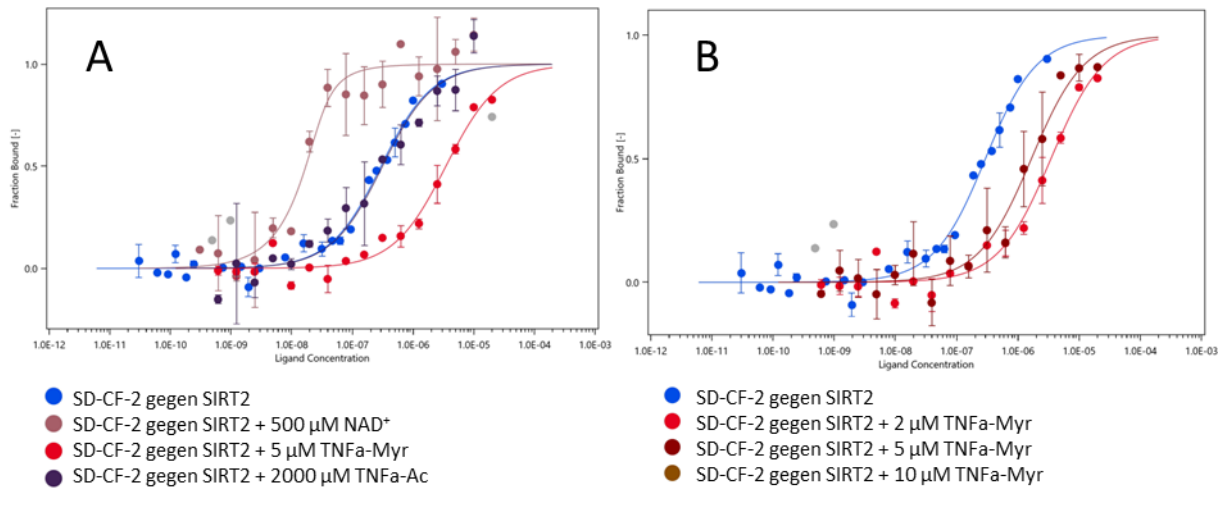 A
B
Fraction Bound [-]
1.0
0.5
0.0
1.0E-12 1.0E-11 1.0E-10 1.0E-09 1.0E-08 1.0E-07 1.0E-06 1.0E-05 1.0E-04 1.0E-03
Ligand Concentration
Fraction Bound [-]
1.0
0.5
0.0
1.0E-12 1.0E-11 1.0E-10 1.0E-09 1.0E-08 1.0E-07 1.0E-06 1.0E-05 1.0E-04 1.0E-03
Ligand Concentration
SD-CF-2 gegen SIRT2
SD-CF-2 gegen SIRT2 + 500 µM NAD⁺
SD-CF-2 gegen SIRT2 + 5 µM TNFa-Myr
SD-CF-2 gegen SIRT2 + 2000 µM TNFa-Ac
SD-CF-2 gegen SIRT2
SD-CF-2 gegen SIRT2 + 2 µM TNFa-Myr
SD-CF-2 gegen SIRT2 + 5 µM TNFa-Myr
SD-CF-2 gegen SIRT2 + 10 µM TNFa-Myr